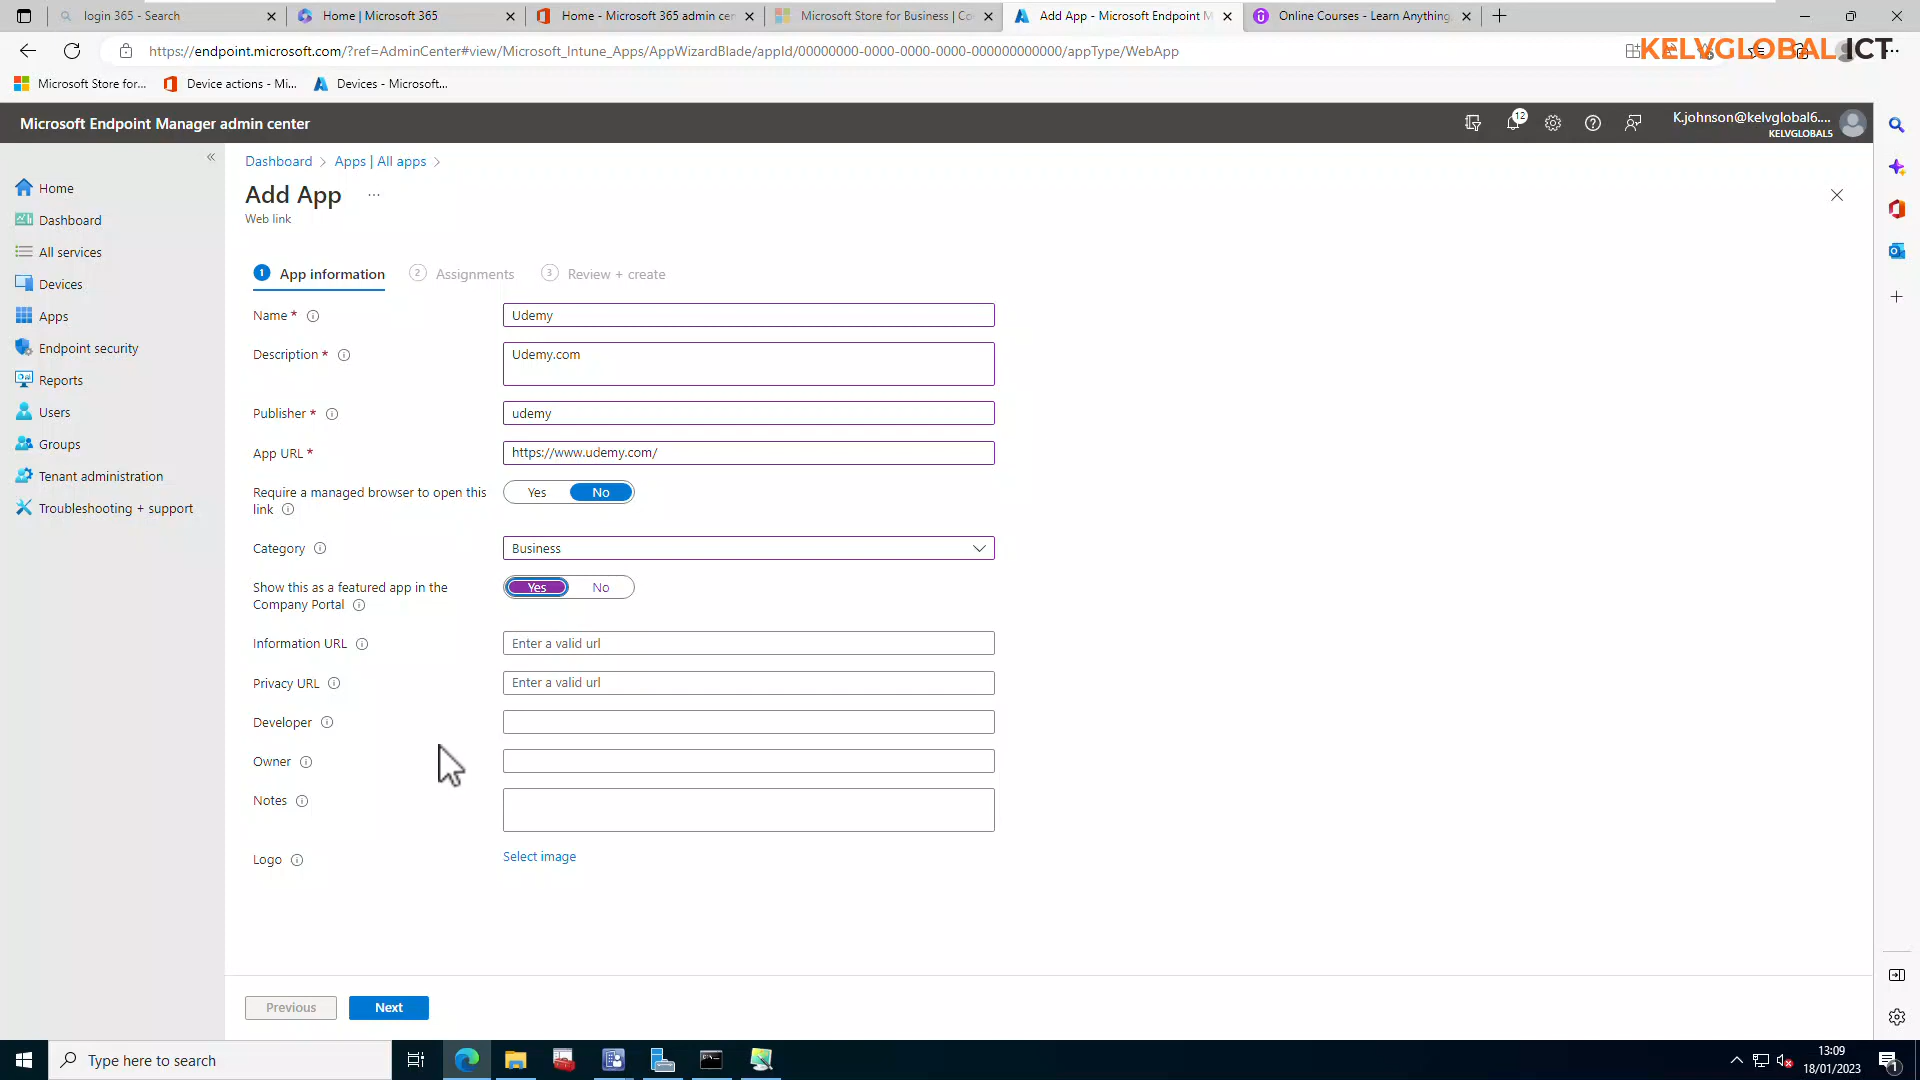 login 365 - Search
Home | Microsoft 365
Home - Microsoft 365 admin cen
Microsoft Store for Business | Co
Add App - Microsoft Endpoint M
Online Courses - Learn Anything
https://endpoint.microsoft.com/?ref=AdminCenter#view/Microsoft_Intune_Apps/AppWizardBlade/appId/00000000-0000-0000-0000-000000000000/appType/WebApp
KELVGLOBAL ICT
Microsoft Store for...
Device actions - Mi...
Devices - Microsoft...
Microsoft Endpoint Manager admin center
12
K.johnson@kelvglobal6....
KELVGLOBAL5
Home
Dashboard
All services
Devices
Apps
Endpoint security
Reports
Users
Groups
Tenant administration
Troubleshooting + support
Dashboard > Apps | All apps >
Add App ...
Web link
1 App information
2 Assignments
3 Review + create
Name *
Udemy
Description *
Udemy.com
Publisher *
udemy
App URL *
https://www.udemy.com/
Require a managed browser to open this
link
Yes No
Category
Business
Show this as a featured app in the
Company Portal
Yes No
Information URL
Enter a valid url
Privacy URL
Enter a valid url
Developer
Owner
Notes
Logo
Select image
Previous
Next
Type here to search
13:09
18/01/2023
1